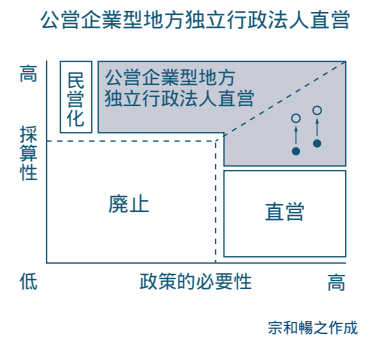 公営企業型地方独立行政法人直営
高
民営化
公営企業型地方
独立行政法人直営
採算性
廃止
直営
低
政策的必要性
高
宗和暢之作成